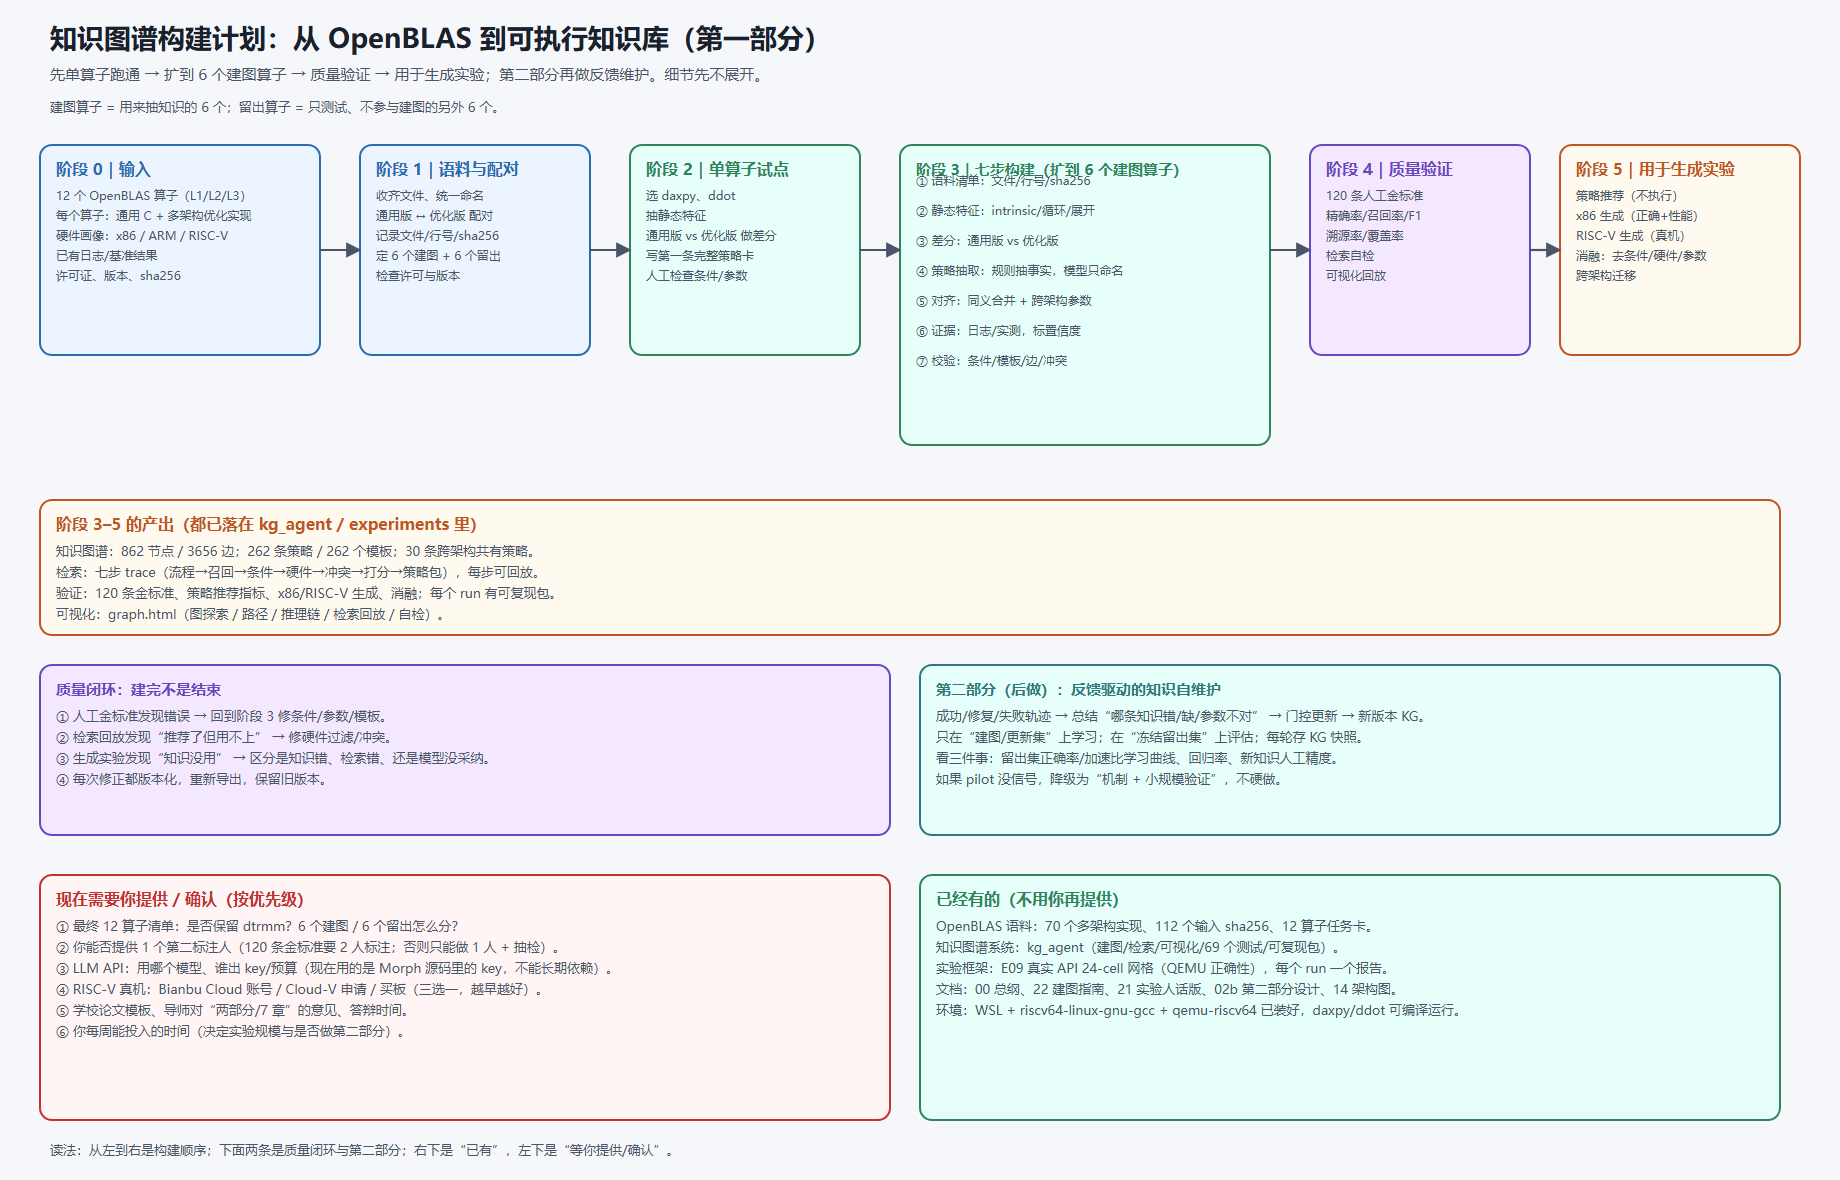 知识图谱构建计划：从 OpenBLAS 到可执行知识库（第一部分）
先单算子跑通 → 扩到 6 个建图算子 → 质量验证 → 用于生成实验；第二部分再做反馈维护。细节先不展开。
建图算子 = 用来抽知识的 6 个；留出算子 = 只测试、不参与建图的另外 6 个。
阶段 0 | 输入
12 个 OpenBLAS 算子（L1/L2/L3）
每个算子：通用 C + 多架构优化实现
硬件画像：x86 / ARM / RISC-V
已有日志/基准结果
许可证、版本、sha256
阶段 1 | 语料与配对
收齐文件、统一命名
通用版 ↔ 优化版 配对
记录文件/行号/sha256
定 6 个建图 + 6 个留出
检查许可与版本
阶段 2 | 单算子试点
选 daxpy、ddot
抽静态特征
通用版 vs 优化版 做差分
写第一条完整策略卡
人工检查条件/参数
阶段 3 | 七步构建（扩到 6 个建图算子）
① 语料清单：文件/行号/sha256
② 静态特征：intrinsic/循环/展开
③ 差分：通用版 vs 优化版
④ 策略抽取：规则抽事实，模型只命名
⑤ 对齐：同义合并 + 跨架构参数
⑥ 证据：日志/实测，标置信度
⑦ 校验：条件/模板/边/冲突
阶段 4 | 质量验证
120 条人工金标准
精确率/召回率/F1
溯源率/覆盖率
检索自检
可视化回放
阶段 5 | 用于生成实验
策略推荐（不执行）
x86 生成（正确+性能）
RISC-V 生成（真机）
消融：去条件/硬件/参数
跨架构迁移
阶段 3–5 的产出（都已落在 kg_agent / experiments 里）
知识图谱：862 节点 / 3656 边；262 条策略 / 262 个模板；30 条跨架构共有策略。
检索：七步 trace（流程→召回→条件→硬件→冲突→打分→策略包），每步可回放。
验证：120 条金标准、策略推荐指标、x86/RISC-V 生成、消融；每个 run 有可复现包。
可视化：graph.html（图探索 / 路径 / 推理链 / 检索回放 / 自检）。
质量闭环：建完不是结束
① 人工金标准发现错误 → 回到阶段 3 修条件/参数/模板。
② 检索回放发现“推荐了但用不上” → 修硬件过滤/冲突。
③ 生成实验发现“知识没用” → 区分是知识错、检索错、还是模型没采纳。
④ 每次修正都版本化，重新导出，保留旧版本。
第二部分（后做）：反馈驱动的知识自维护
成功/修复/失败轨迹 → 总结“哪条知识错/缺/参数不对” → 门控更新 → 新版本 KG。
只在“建图/更新集”上学习；在“冻结留出集”上评估；每轮存 KG 快照。
看三件事：留出集正确率/加速比学习曲线、回归率、新知识人工精度。
如果 pilot 没信号，降级为“机制 + 小规模验证”，不硬做。
现在需要你提供 / 确认（按优先级）
① 最终 12 算子清单：是否保留 dtrmm？6 个建图 / 6 个留出怎么分？
② 你能否提供 1 个第二标注人（120 条金标准要 2 人标注；否则只能做 1 人 + 抽检）。
③ LLM API：用哪个模型、谁出 key/预算（现在用的是 Morph 源码里的 key，不能长期依赖）。
④ RISC-V 真机：Bianbu Cloud 账号 / Cloud-V 申请 / 买板（三选一，越早越好）。
⑤ 学校论文模板、导师对“两部分/7 章”的意见、答辩时间。
⑥ 你每周能投入的时间（决定实验规模与是否做第二部分）。
已经有的（不用你再提供）
OpenBLAS 语料：70 个多架构实现、112 个输入 sha256、12 算子任务卡。
知识图谱系统：kg_agent（建图/检索/可视化/69 个测试/可复现包）。
实验框架：E09 真实 API 24-cell 网格（QEMU 正确性），每个 run 一个报告。
文档：00 总纲、22 建图指南、21 实验人话版、02b 第二部分设计、14 架构图。
环境：WSL + riscv64-linux-gnu-gcc + qemu-riscv64 已装好，daxpy/ddot 可编译运行。
读法：从左到右是构建顺序；下面两条是质量闭环与第二部分；右下是“已有”，左下是“等你提供/确认”。